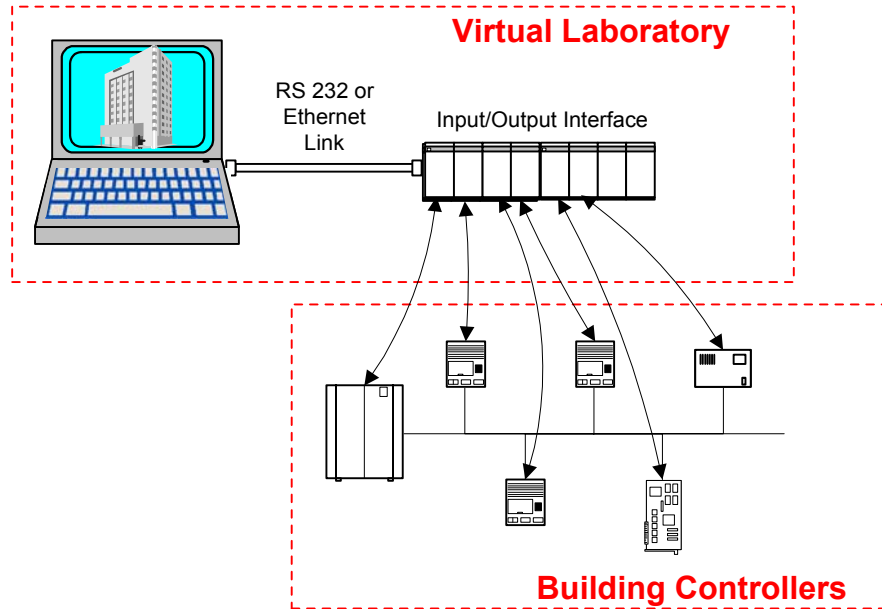 Virtual Laboratory
RS 232 or
Ethernet
Link
Input/Output Interface
Building Controllers